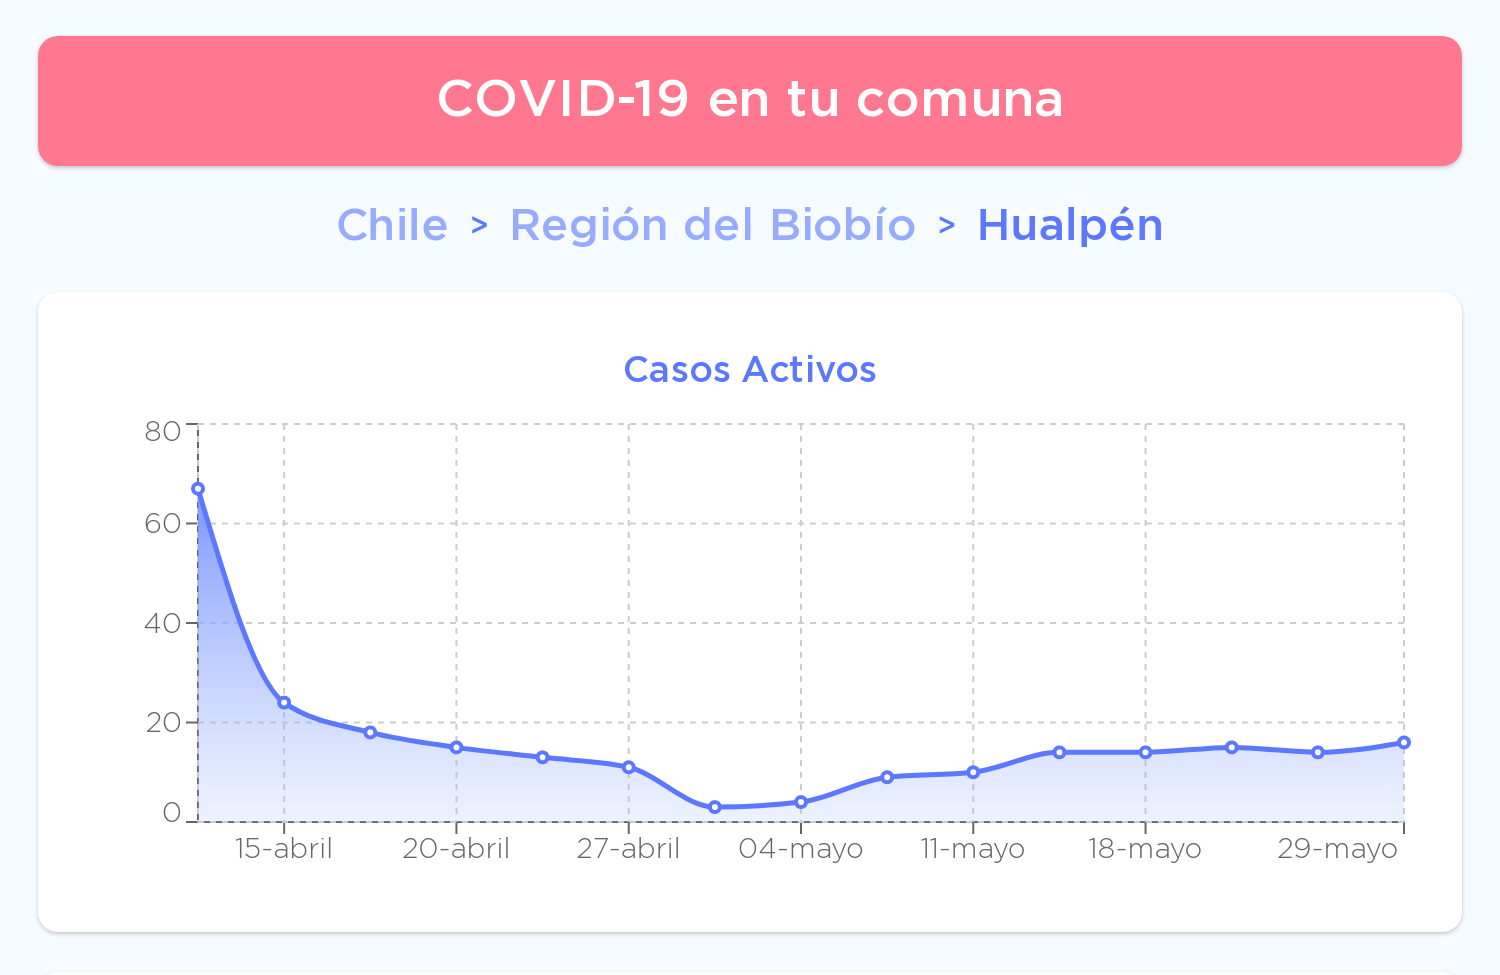 COVID-19 en tu comuna
Chile > Región del Biobío > Hualpén
Casos Activos
80
60
40
20
0
15-abril 20-abril 27-abril 04-mayo 11-mayo 18-mayo 29-mayo